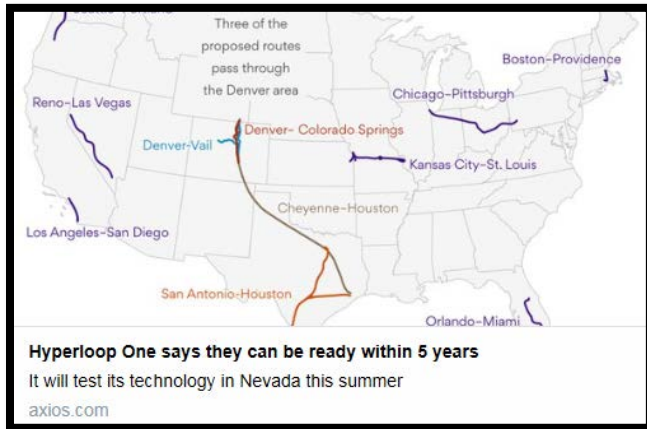 Three of the
proposed routes
pass through
the Denver area
Boston–Providence
Chicago–Pittsburgh
Reno–Las Vegas
Denver– Colorado Springs
Denver-Vail
Kansas City–St. Louis
Cheyenne–Houston
Los Angeles–San Diego
San Antonio-Houston
Orlando–Miami
Hyperloop One says they can be ready within 5 years
It will test its technology in Nevada this summer
axios.com